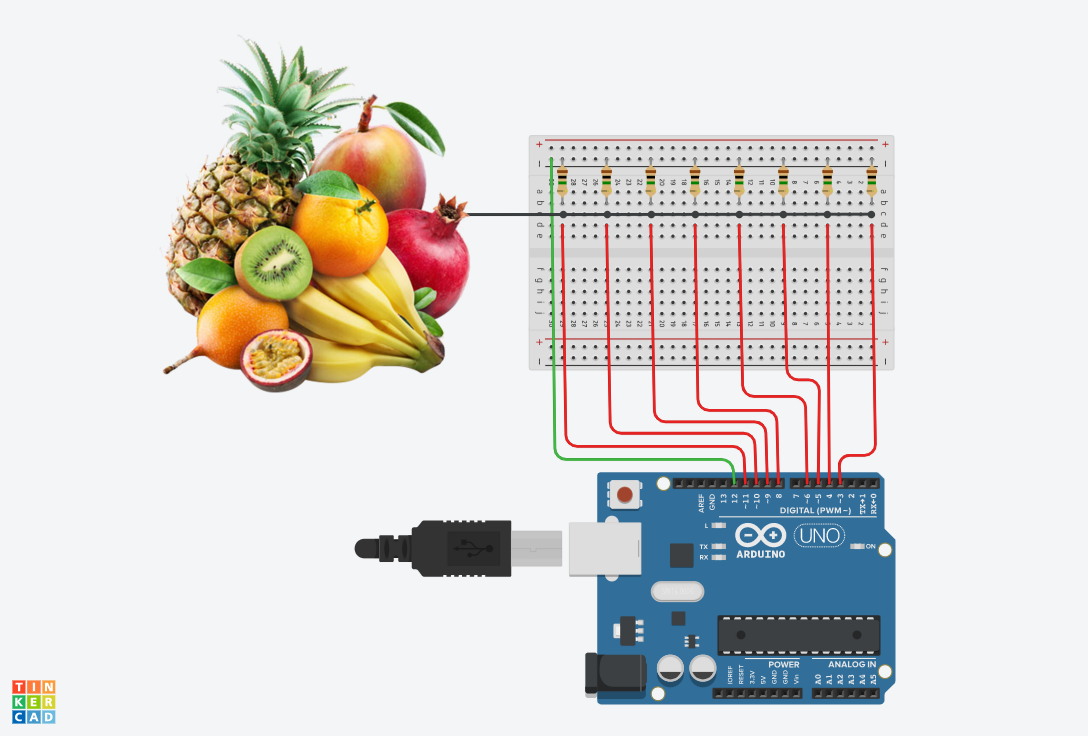 + +
- -
a a
b b
c
d d
e e
f f
g g
h h
i i
j j
+ +
- -
AREF
GND
13
12
~11
~10
~9
8
7
~6
~5
4
~3
2
TX→1
RX←0
DIGITAL (PWM~)
L
TX
RX
ARDUINO
UNO
ON
POWER
ANALOG IN
IOREF
RESET
3.3V
5V
GND
GND
Vin
A0
A1
A2
A3
A4
A5
TIN
KER
CAD